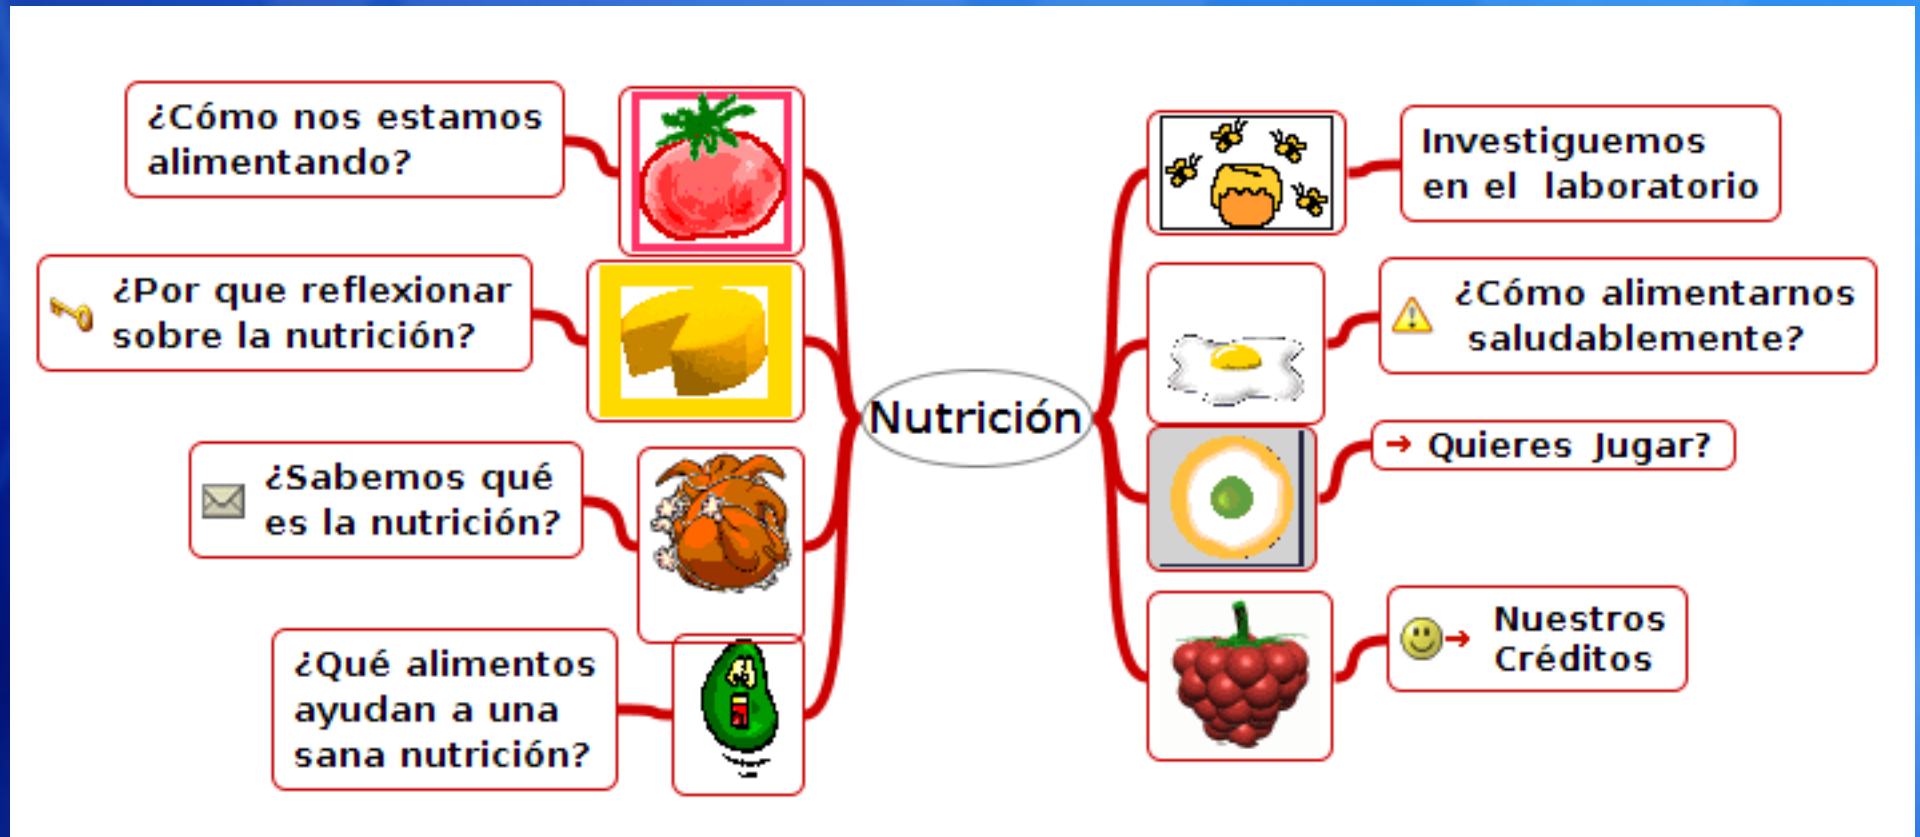 ¿Cómo nos estamos
alimentando?
¿Por que reflexionar
sobre la nutrición?
¿Sabemos qué
es la nutrición?
¿Qué alimentos
ayudan a una
sana nutrición?
Nutrición
Investiguemos
en el laboratorio
¿Cómo alimentarnos
saludablemente?
Quieres Jugar?
Nuestros
Créditos